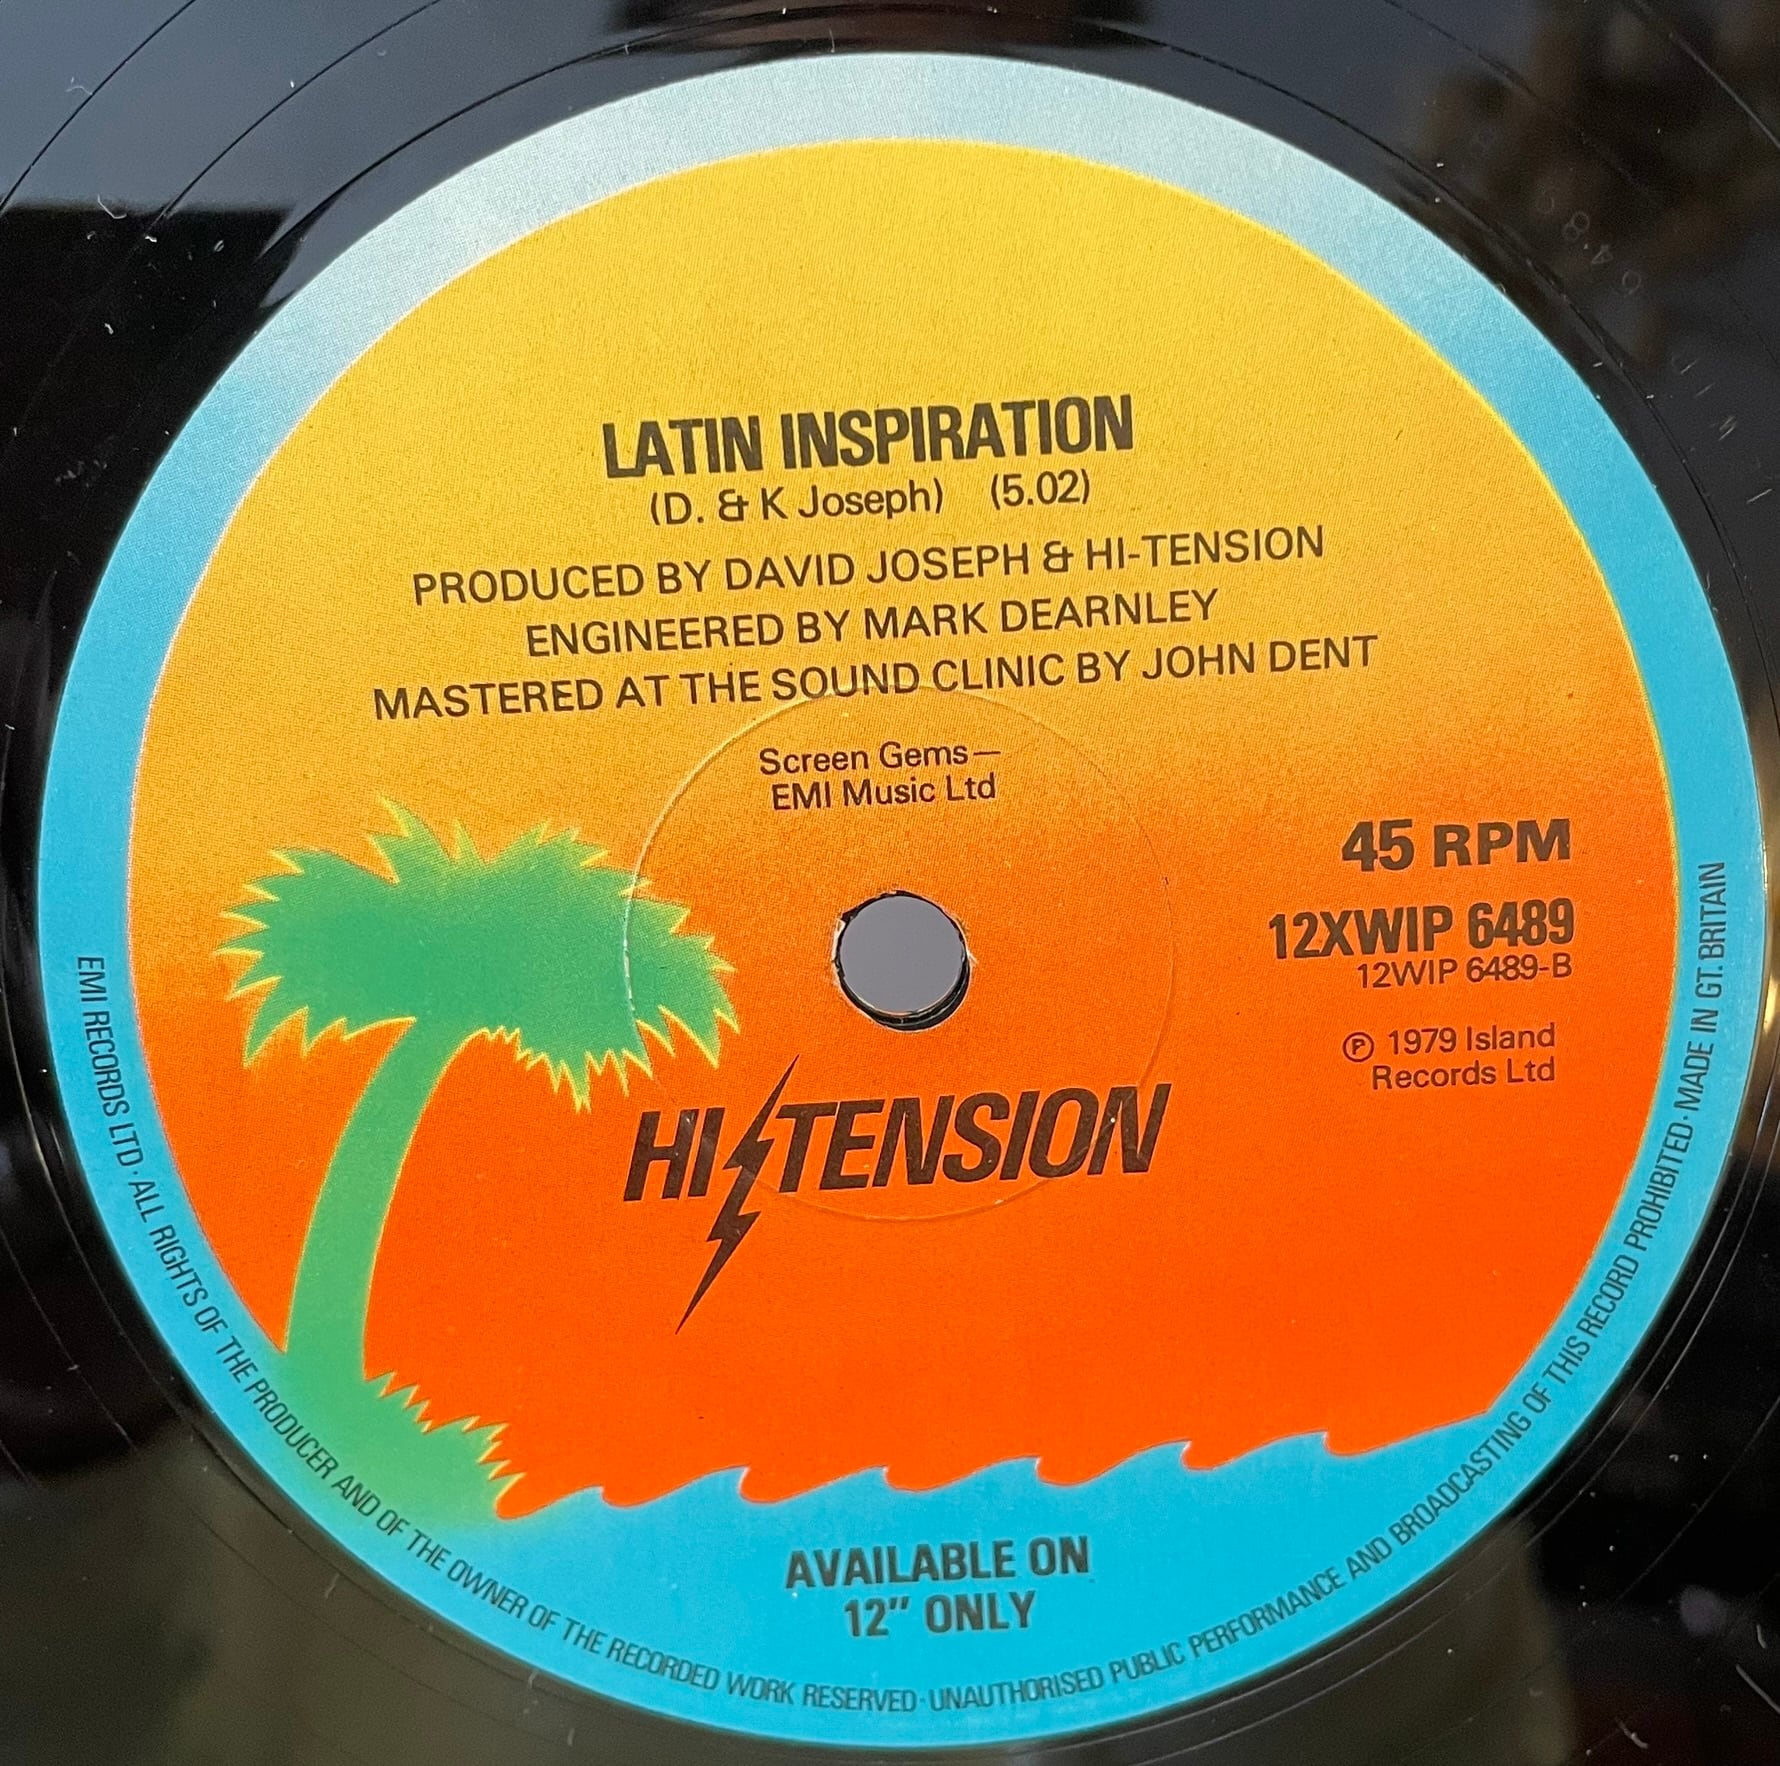 LATIN INSPIRATION
(D. & K Joseph) (5.02)
PRODUCED BY DAVID JOSEPH & HI-TENSION
ENGINEERED BY MARK DEARNLEY
MASTERED AT THE SOUND CLINIC BY JOHN DENT
Screen Gems—
EMI Music Ltd
45 RPM
12XWIP 6489
12WIP 6489-B
℗ 1979 Island
Records Ltd
HI TENSION
AVAILABLE ON
12" ONLY
EMI RECORDS LTD · ALL RIGHTS OF THE PRODUCER AND OF THE OWNER OF THE RECORDED WORK RESERVED · UNAUTHORISED PUBLIC PERFORMANCE AND BROADCASTING OF THIS RECORD PROHIBITED · MADE IN GT. BRITAIN